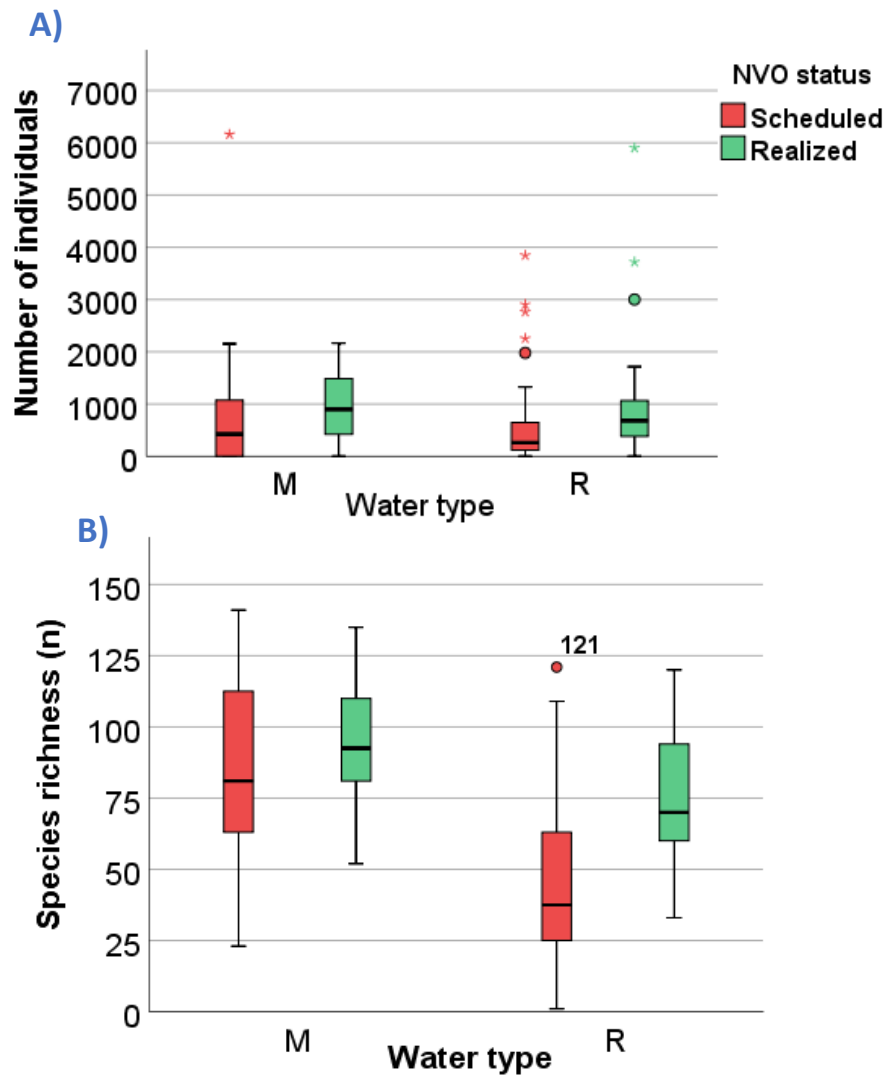 A)
NVO status
Scheduled
Realized
Number of individuals
7000
6000
5000
4000
3000
2000
1000
0
M R
Water type
B)
Species richness (n)
150
125
100
75
50
25
0
121
M R
Water type